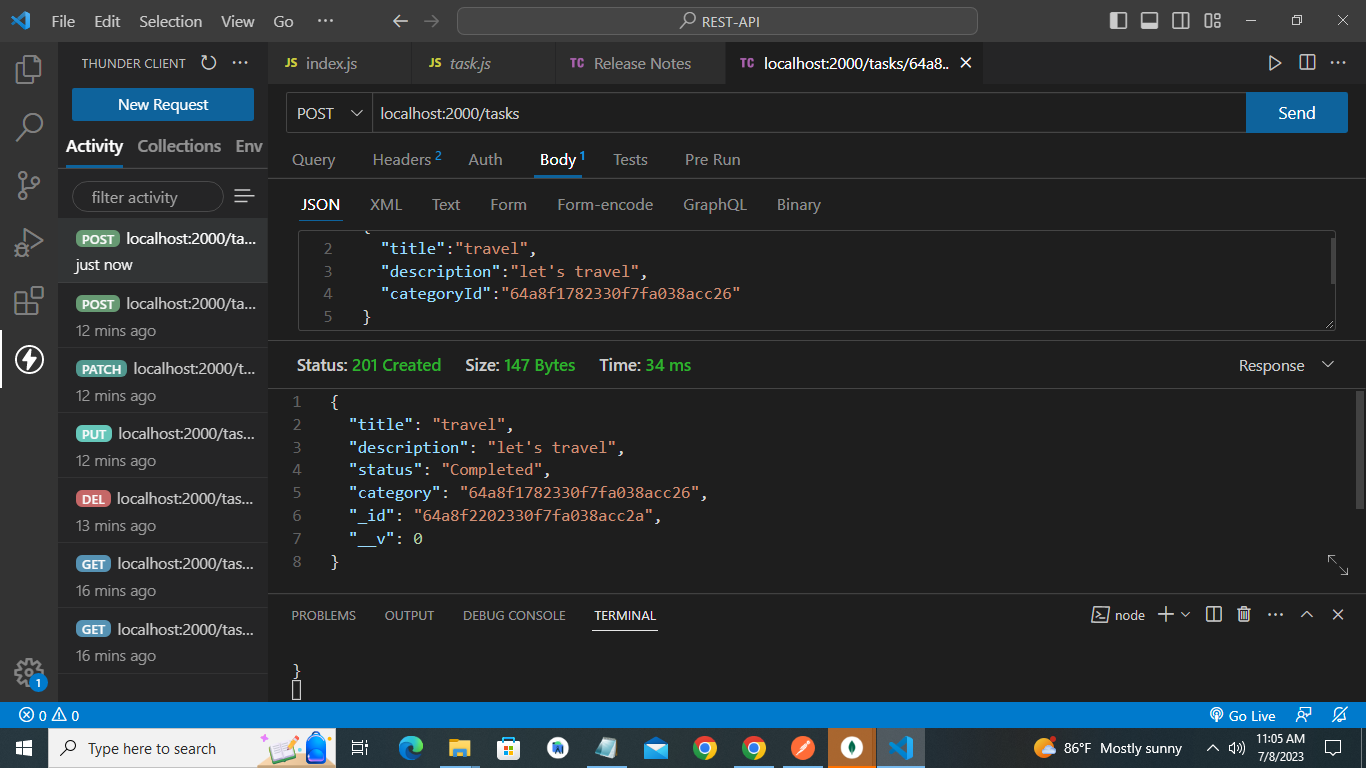 File Edit Selection View Go ··· REST-API
THUNDER CLIENT ···
New Request
Activity Collections Env
filter activity
POST localhost:2000/ta...
just now
POST localhost:2000/ta...
12 mins ago
PATCH localhost:2000/t...
12 mins ago
PUT localhost:2000/tas...
12 mins ago
DEL localhost:2000/tas...
13 mins ago
GET localhost:2000/tas...
16 mins ago
GET localhost:2000/tas...
16 mins ago
1
JS index.js JS task.js TC Release Notes TC localhost:2000/tasks/64a8..
POST localhost:2000/tasks Send
Query Headers 2 Auth Body 1 Tests Pre Run
JSON XML Text Form Form-encode GraphQL Binary
{
2 "title":"travel",
3 "description":"let's travel",
4 "categoryId":"64a8f1782330f7fa038acc26"
5 }
Status: 201 Created Size: 147 Bytes Time: 34 ms Response
1 {
2 "title": "travel",
3 "description": "let's travel",
4 "status": "Completed",
5 "category": "64a8f1782330f7fa038acc26",
6 "_id": "64a8f2202330f7fa038acc2a",
7 "__v": 0
8 }
PROBLEMS OUTPUT DEBUG CONSOLE TERMINAL node
}
0 0 Go Live
Type here to search 86°F Mostly sunny 11:05 AM
7/8/2023